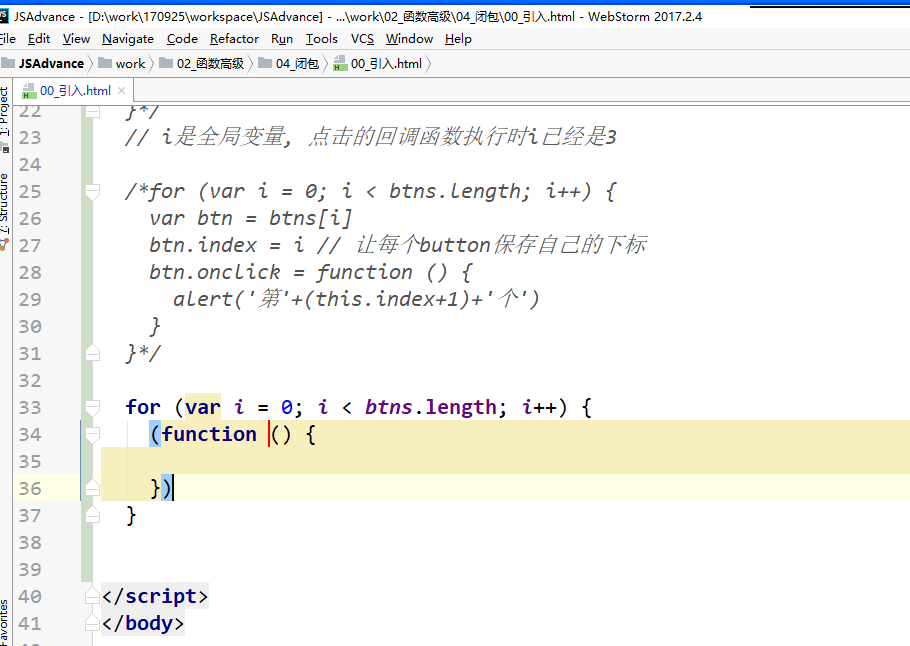 JSAdvance - [D:\work\170925\workspace\JSAdvance] - ...\work\02_函数高级\04_闭包\00_引入.html - WebStorm 2017.2.4
File Edit View Navigate Code Refactor Run Tools VCS Window Help
JSAdvance work 02_函数高级 04_闭包 00_引入.html
00_引入.html ×
1: Project
7: Structure
Favorites
22 }*/
23 // i是全局变量, 点击的回调函数执行时i已经是3
24
25 /*for (var i = 0; i < btns.length; i++) {
26 var btn = btns[i]
27 btn.index = i // 让每个button保存自己的下标
28 btn.onclick = function () {
29 alert('第'+(this.index+1)+'个')
30 }
31 }*/
32
33 for (var i = 0; i < btns.length; i++) {
34 (function () {
35
36 })
37 }
38
39
40 </script>
41 </body>